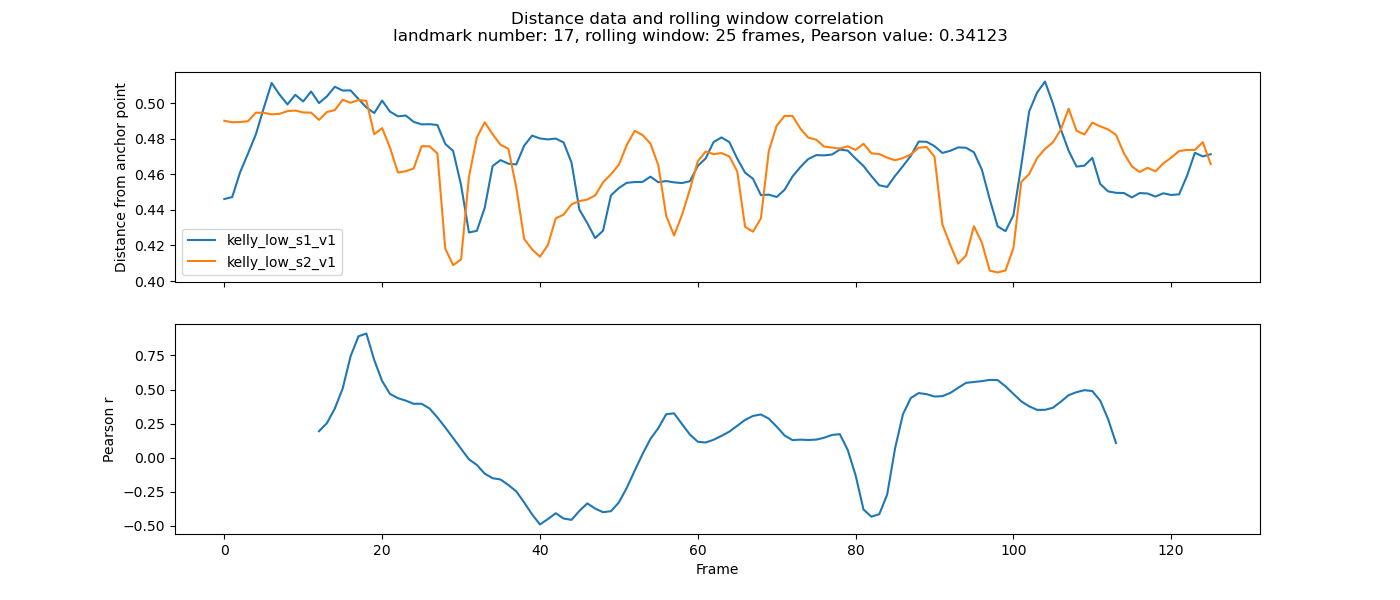 Distance data and rolling window correlation
landmark number: 17, rolling window: 25 frames, Pearson value: 0.34123
Distance from anchor point
0.50
0.48
0.46
0.44
0.42
0.40
kelly_low_s1_v1
kelly_low_s2_v1
Pearson r
0.75
0.50
0.25
0.00
−0.25
−0.50
0 20 40 60 80 100 120
Frame